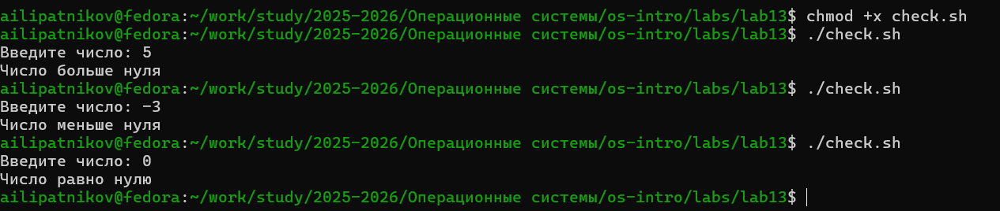 ailipatnikov@fedora:~/work/study/2025-2026/Операционные системы/os-intro/labs/lab13$ chmod +x check.sh
ailipatnikov@fedora:~/work/study/2025-2026/Операционные системы/os-intro/labs/lab13$ ./check.sh
Введите число: 5
Число больше нуля
ailipatnikov@fedora:~/work/study/2025-2026/Операционные системы/os-intro/labs/lab13$ ./check.sh
Введите число: -3
Число меньше нуля
ailipatnikov@fedora:~/work/study/2025-2026/Операционные системы/os-intro/labs/lab13$ ./check.sh
Введите число: 0
Число равно нулю
ailipatnikov@fedora:~/work/study/2025-2026/Операционные системы/os-intro/labs/lab13$